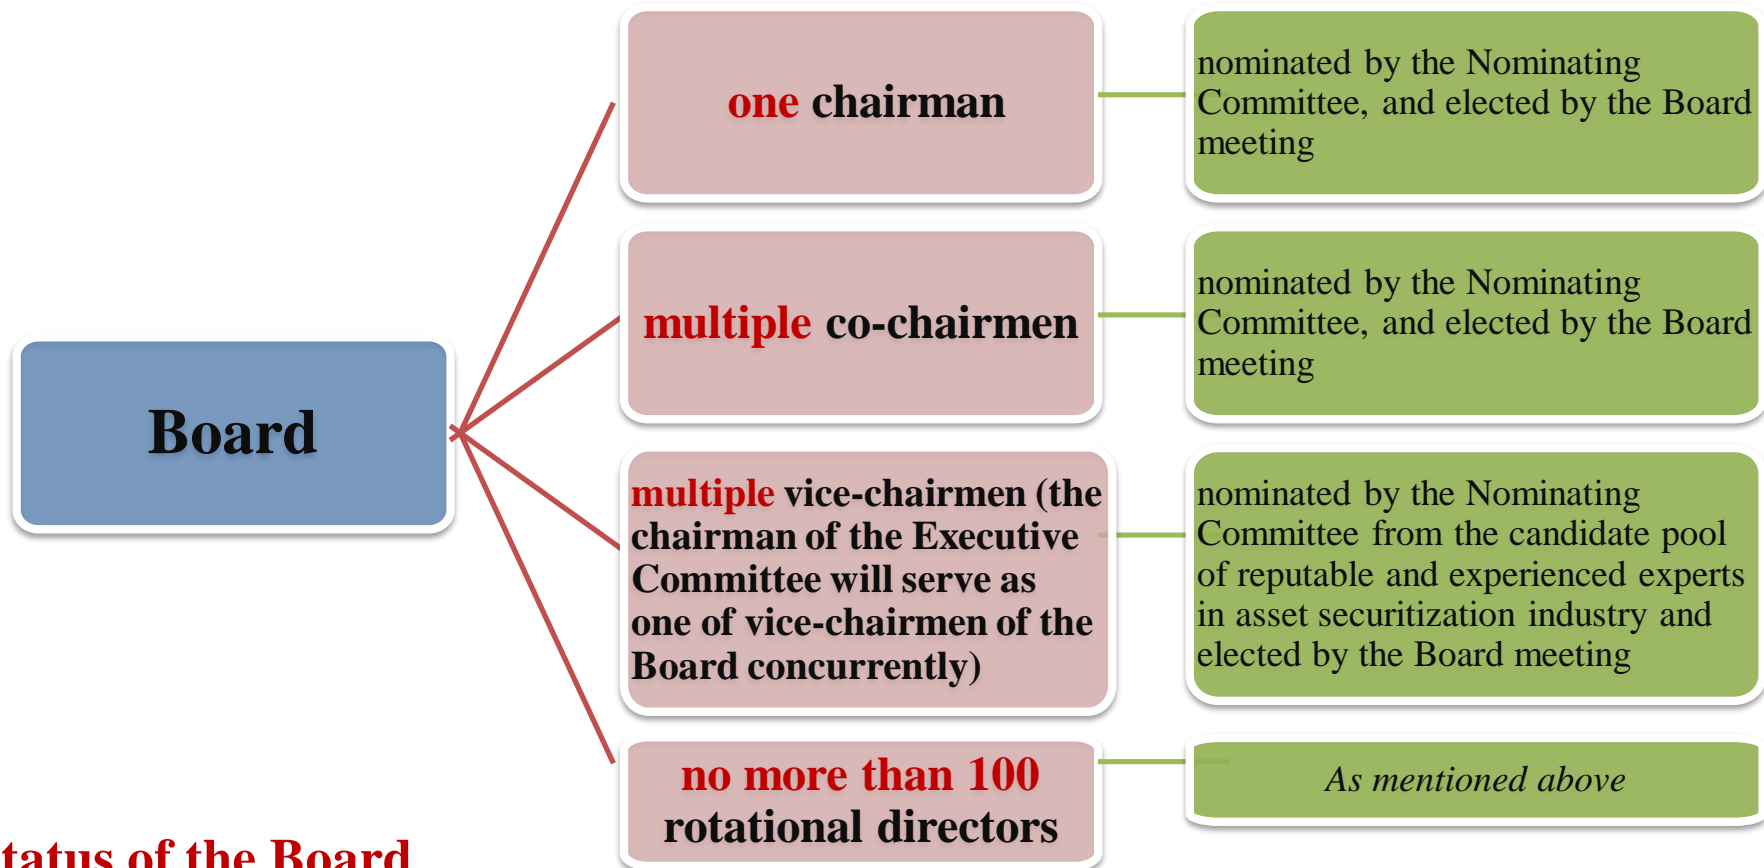 one chairman
nominated by the Nominating
Committee, and elected by the Board
meeting
multiple co-chairmen
nominated by the Nominating
Committee, and elected by the Board
meeting
Board
multiple vice-chairmen (the
chairman of the Executive
Committee will serve as
one of vice-chairmen of the
Board concurrently)
nominated by the Nominating
Committee from the candidate pool
of reputable and experienced experts
in asset securitization industry and
elected by the Board meeting
no more than 100
rotational directors
As mentioned above
tatus of the Board